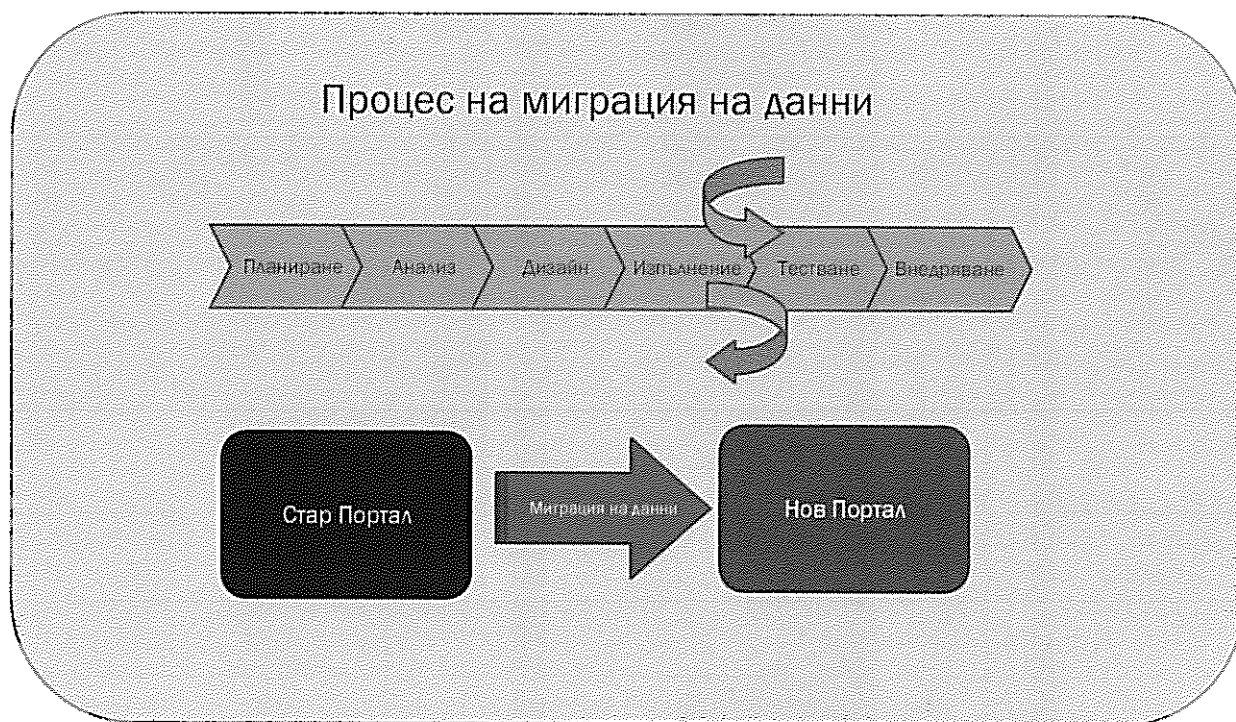 Процес на миграция на данни
Планиране
Анализ
Дизайн
Изпълнение
Тестване
Внедряване
Стар Портал
Миграция на данни
Нов Портал